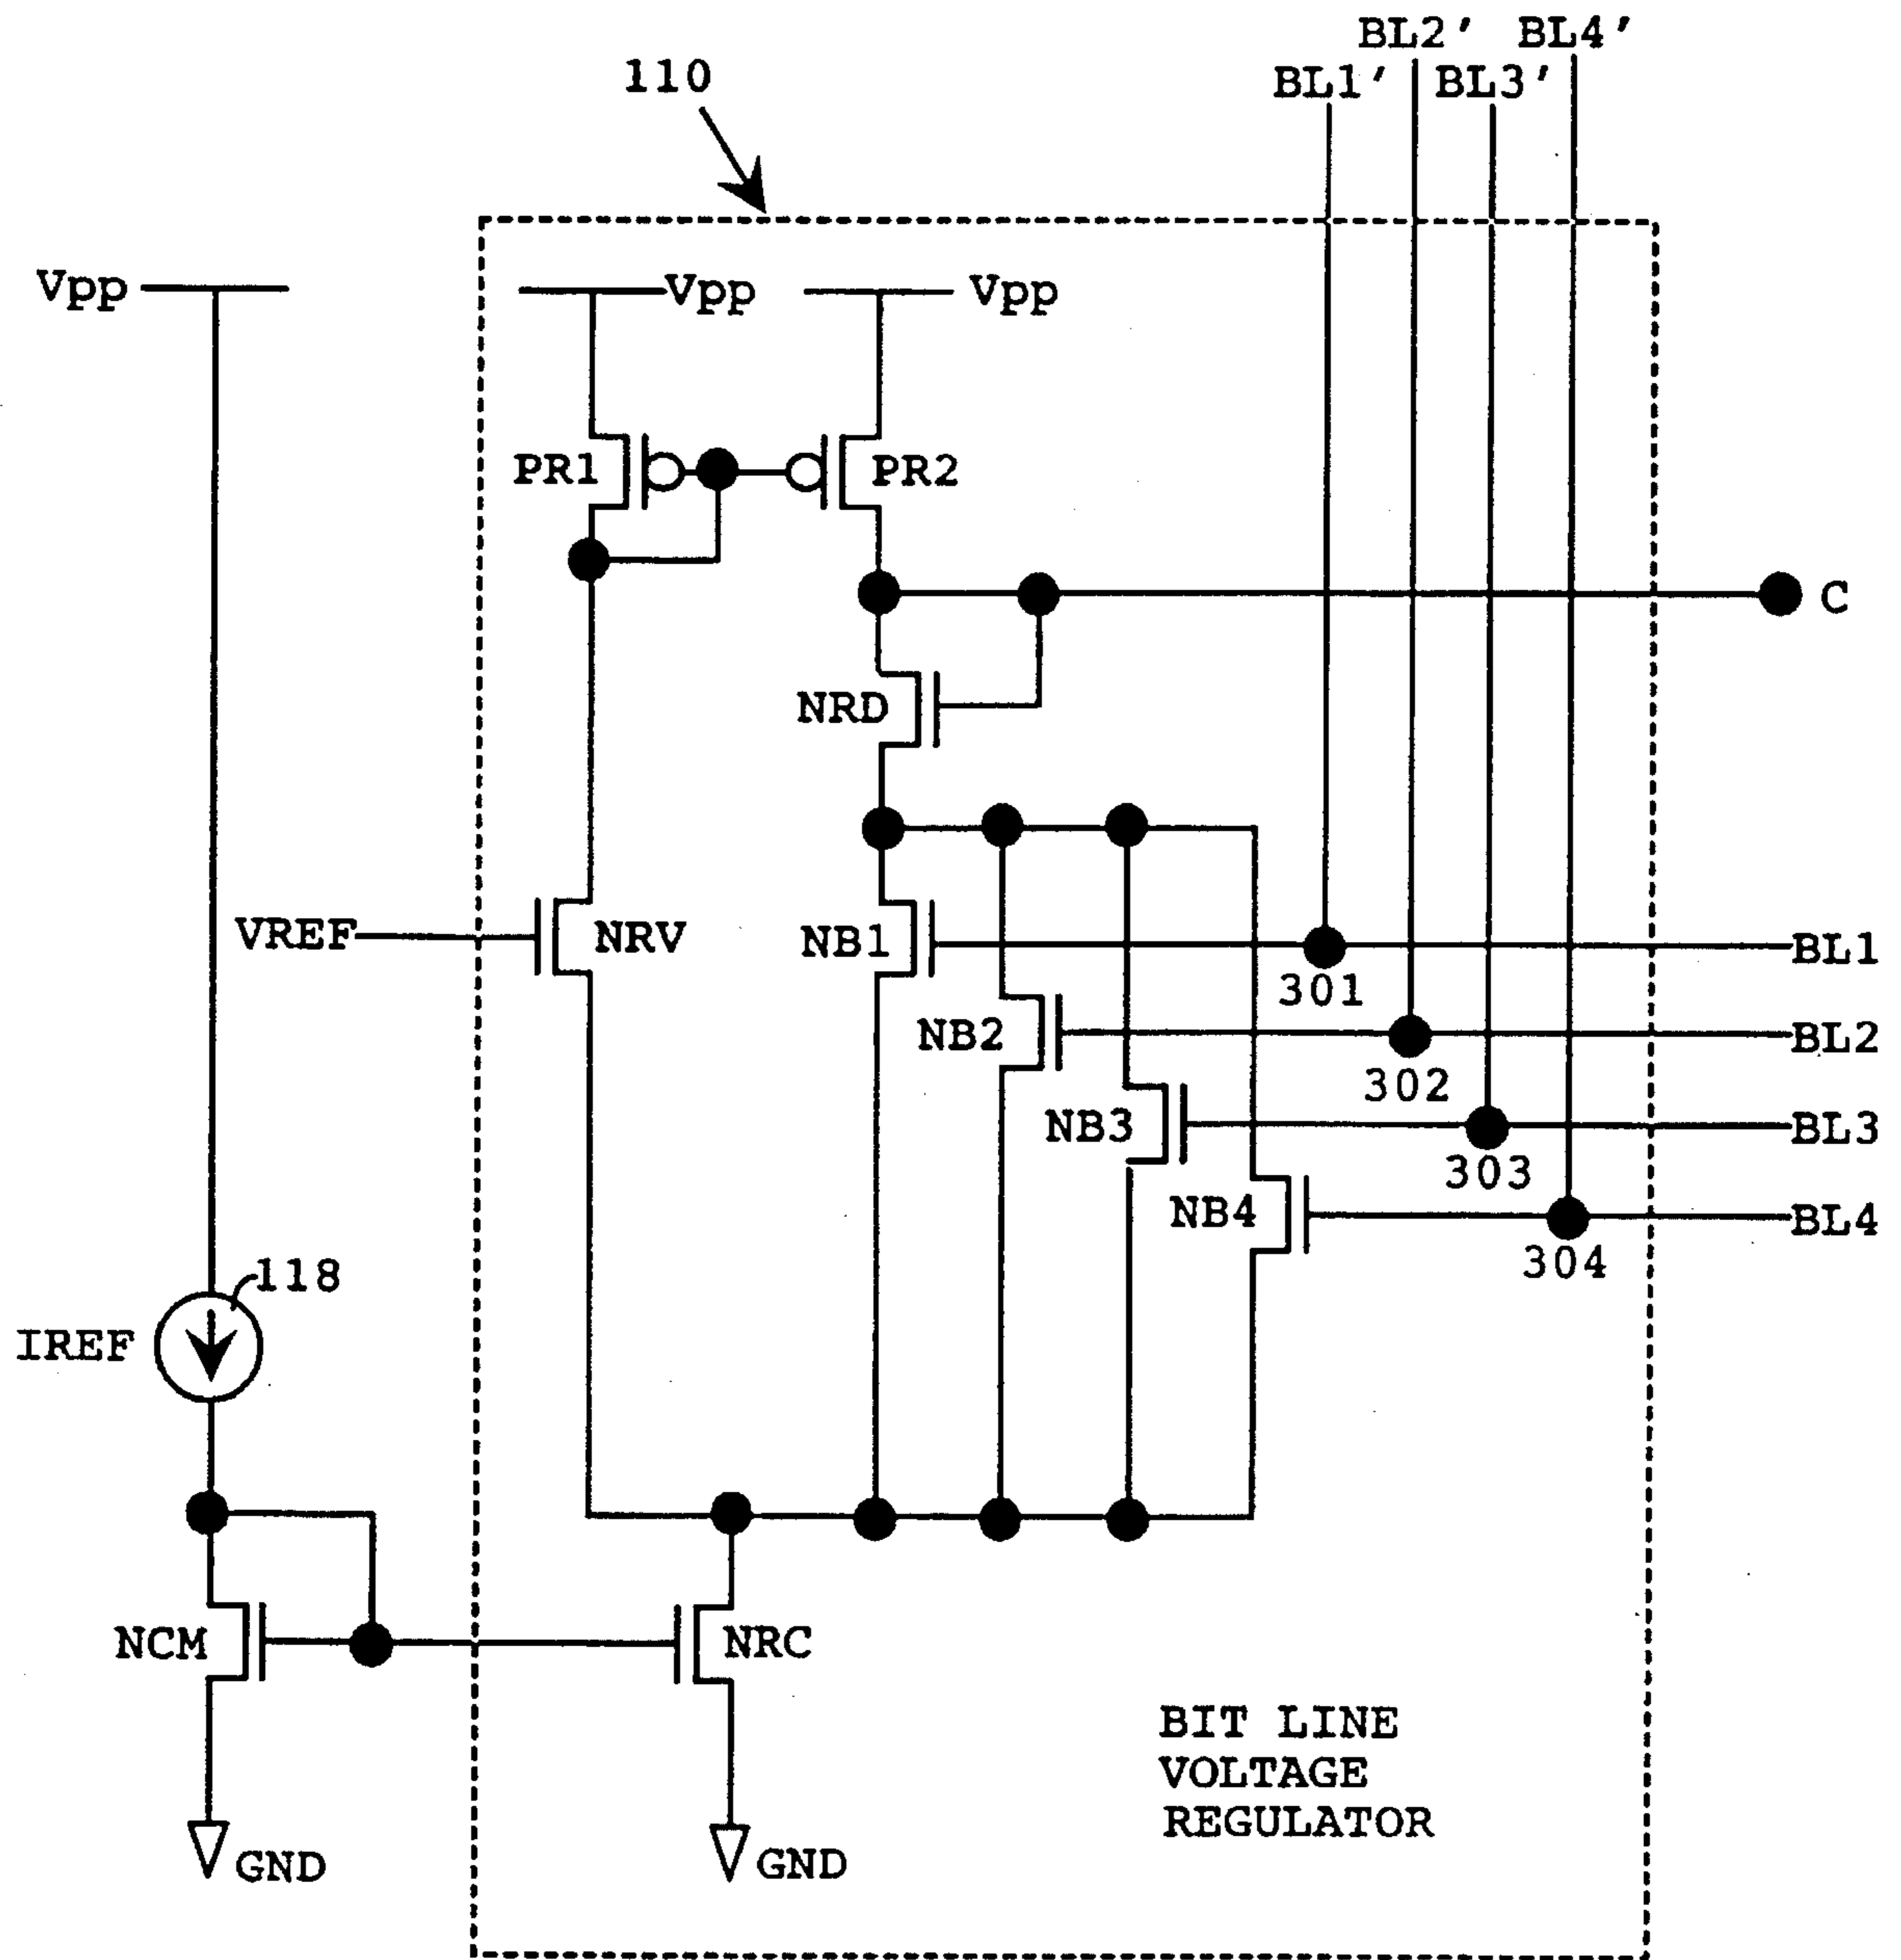 BL2' BL4'
110
BL1' BL3'
Vpp
Vpp
Vpp
PR1
PR2
C
NRD
VREF
NRV
NB1
BL1
301
NB2
BL2
302
NB3
BL3
303
NB4
BL4
304
118
IREF
NCM
NRC
BIT LINE
VOLTAGE
REGULATOR
GND
GND